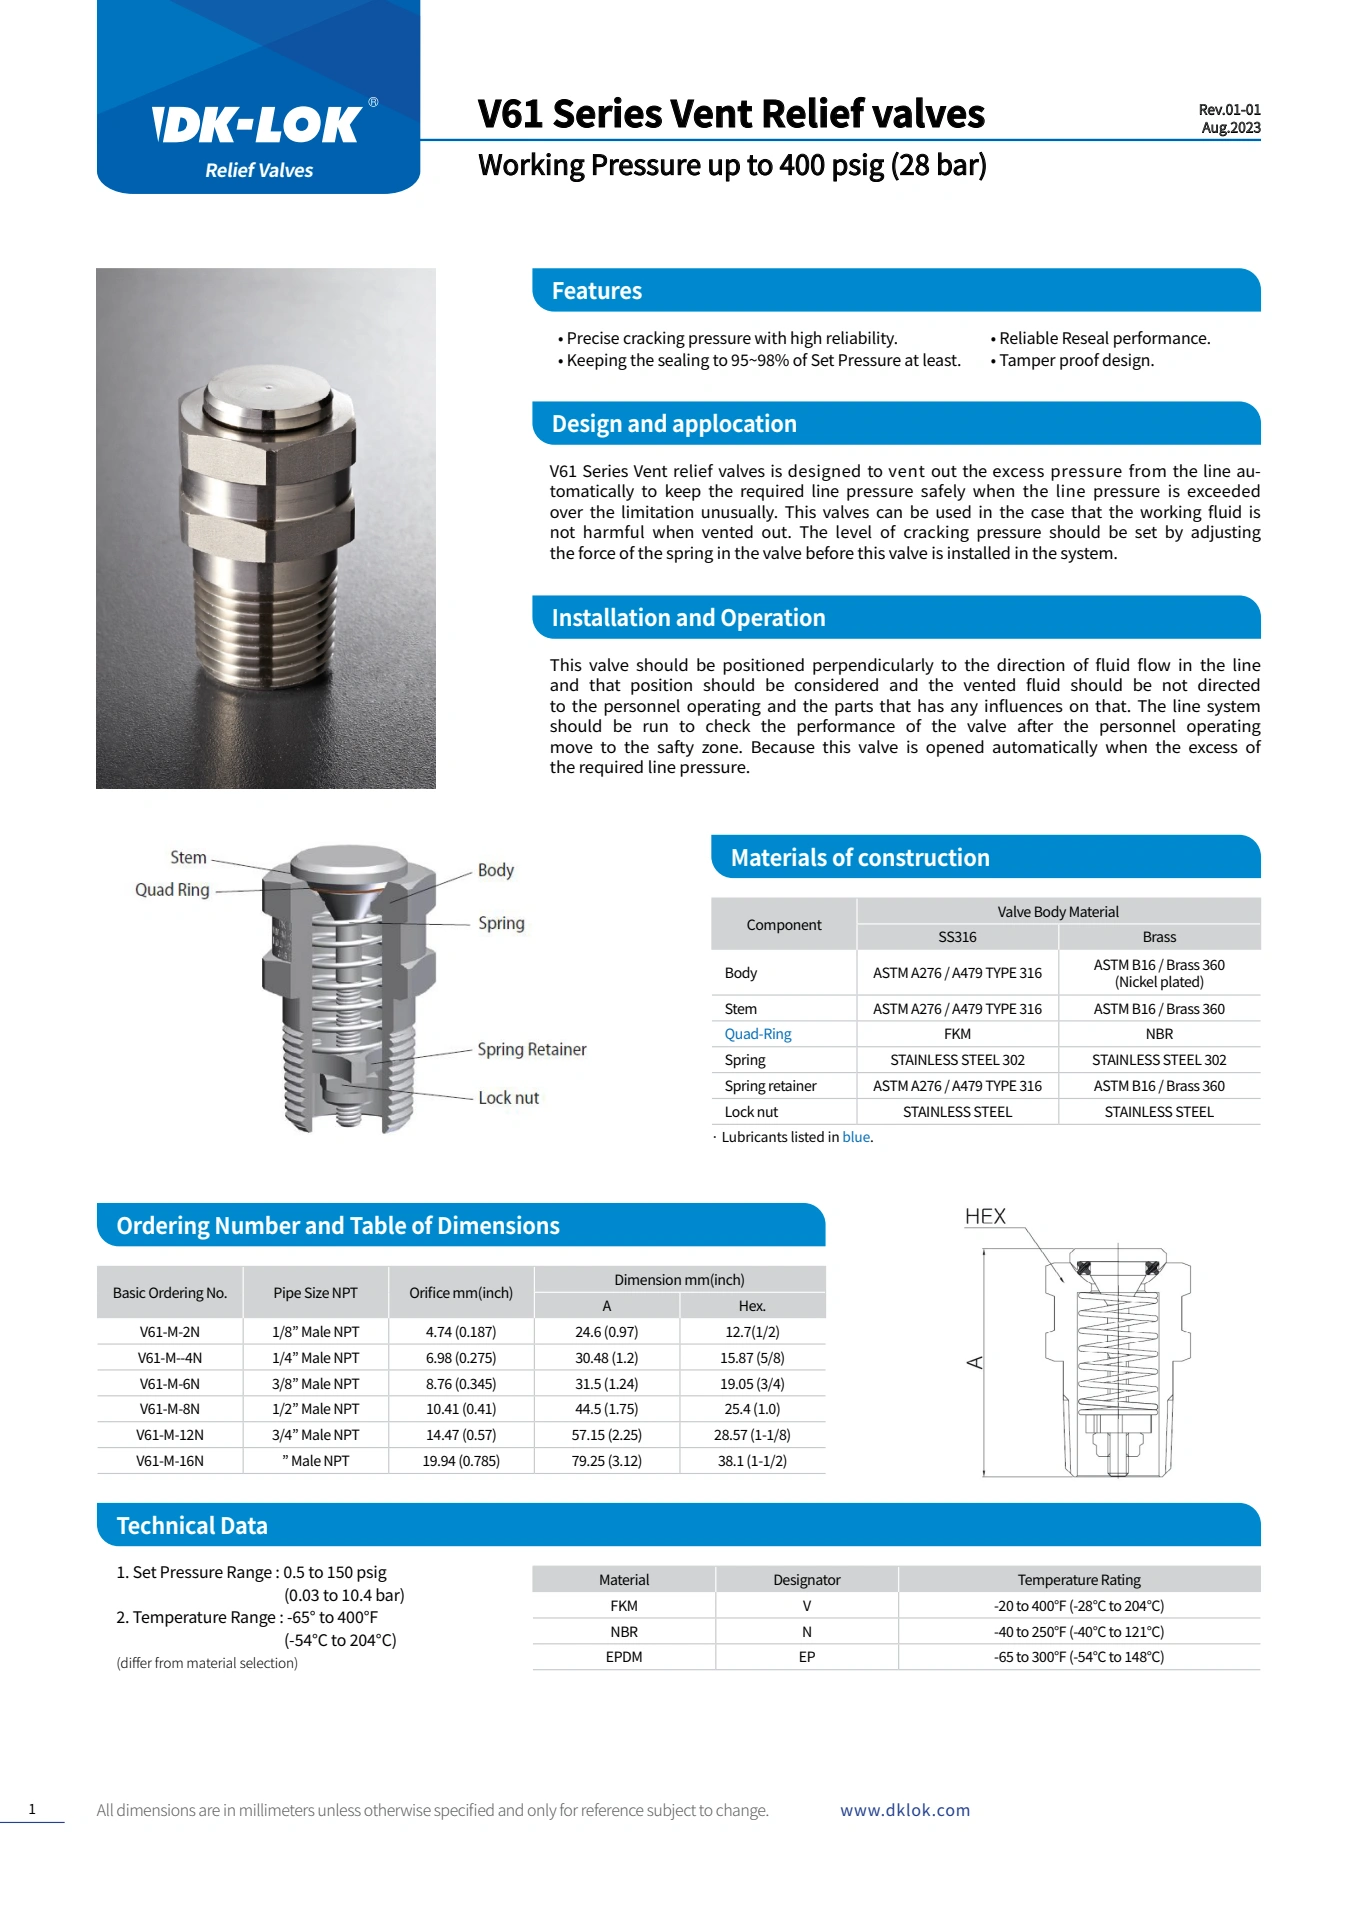 DK-LOK®
Relief Valves
V61 Series Vent Relief valves
Rev.01-01
Aug.2023
Working Pressure up to 400 psig (28 bar)
Features
• Precise cracking pressure with high reliability.
• Keeping the sealing to 95~98% of Set Pressure at least.
• Reliable Reseal performance.
• Tamper proof design.
Design and applocation
V61 Series Vent relief valves is designed to vent out the excess pressure from the line au-
tomatically to keep the required line pressure safely when the line pressure is exceeded
over the limitation unusually. This valves can be used in the case that the working fluid is
not harmful when vented out. The level of cracking pressure should be set by adjusting
the force of the spring in the valve before this valve is installed in the system.
Installation and Operation
This valve should be positioned perpendicularly to the direction of fluid flow in the line
and that position should be considered and the vented fluid should be not directed
to the personnel operating and the parts that has any influences on that. The line system
should be run to check the performance of the valve after the personnel operating
move to the safty zone. Because this valve is opened automatically when the excess of
the required line pressure.
Stem
Quad Ring
Body
Spring
Spring Retainer
Lock nut
Materials of construction
Component Valve Body Material
SS316 Brass
Body ASTM A276 / A479 TYPE 316 ASTM B16 / Brass 360
(Nickel plated)
Stem ASTM A276 / A479 TYPE 316 ASTM B16 / Brass 360
Quad-Ring FKM NBR
Spring STAINLESS STEEL 302 STAINLESS STEEL 302
Spring retainer ASTM A276 / A479 TYPE 316 ASTM B16 / Brass 360
Lock nut STAINLESS STEEL STAINLESS STEEL
· Lubricants listed in blue.
Ordering Number and Table of Dimensions
Basic Ordering No. Pipe Size NPT Orifice mm(inch) Dimension mm(inch)
A Hex.
V61-M-2N 1/8” Male NPT 4.74 (0.187) 24.6 (0.97) 12.7(1/2)
V61-M--4N 1/4” Male NPT 6.98 (0.275) 30.48 (1.2) 15.87 (5/8)
V61-M-6N 3/8” Male NPT 8.76 (0.345) 31.5 (1.24) 19.05 (3/4)
V61-M-8N 1/2” Male NPT 10.41 (0.41) 44.5 (1.75) 25.4 (1.0)
V61-M-12N 3/4” Male NPT 14.47 (0.57) 57.15 (2.25) 28.57 (1-1/8)
V61-M-16N ” Male NPT 19.94 (0.785) 79.25 (3.12) 38.1 (1-1/2)
HEX
A
Technical Data
1. Set Pressure Range : 0.5 to 150 psig
(0.03 to 10.4 bar)
2. Temperature Range : -65° to 400°F
(-54°C to 204°C)
(differ from material selection)
Material Designator Temperature Rating
FKM V -20 to 400°F (-28°C to 204°C)
NBR N -40 to 250°F (-40°C to 121°C)
EPDM EP -65 to 300°F (-54°C to 148°C)
1
All dimensions are in millimeters unless otherwise specified and only for reference subject to change.
www.dklok.com